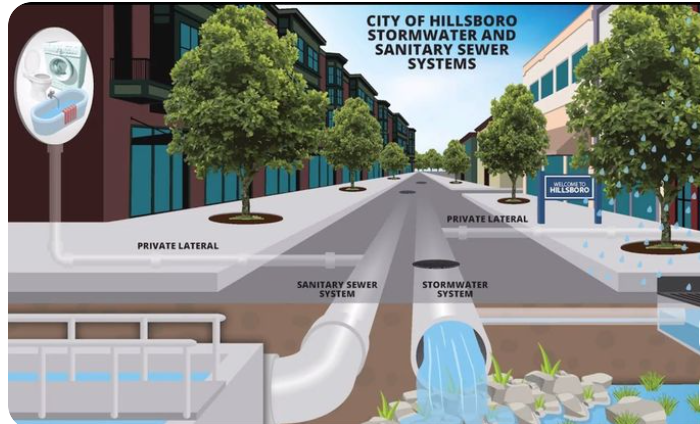 CITY OF HILLSBORO
STORMWATER AND
SANITARY SEWER
SYSTEMS
WELCOME TO
HILLSBORO
PRIVATE LATERAL
PRIVATE LATERAL
SANITARY SEWER
SYSTEM
STORMWATER
SYSTEM